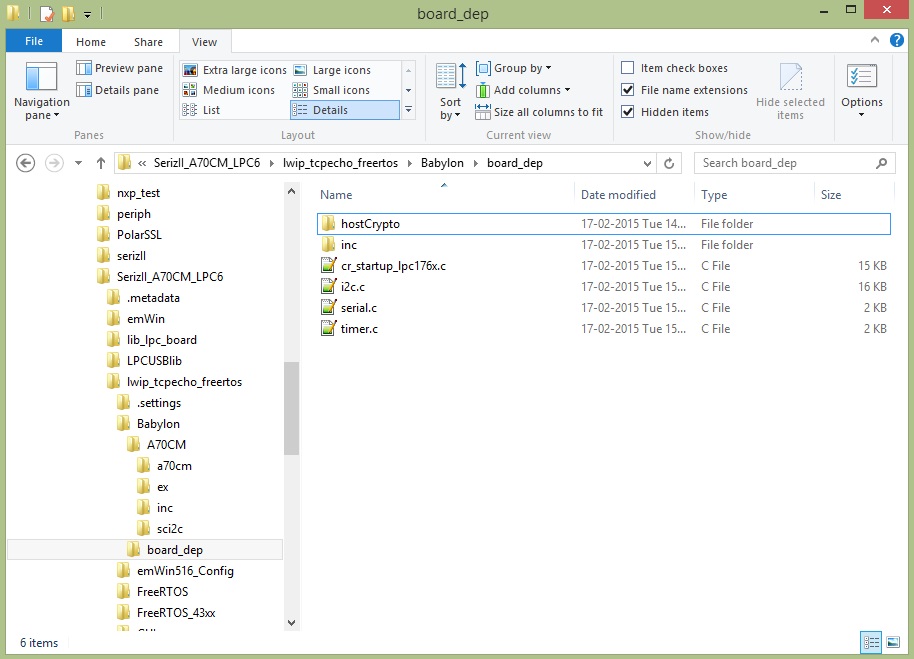 board_dep
File Home Share View
Preview pane
Details pane
Navigation pane
Panes
Extra large icons Large icons
Medium icons Small icons
List Details
Layout
Sort by
Group by
Add columns
Size all columns to fit
Current view
Item check boxes
File name extensions
Hidden items
Hide selected items
Show/hide
Options
« SerizII_A70CM_LPC6 lwip_tcpecho_freertos Babylon board_dep
Search board_dep
nxp_test
periph
PolarSSL
serizII
SerizII_A70CM_LPC6
.metadata
emWin
lib_lpc_board
LPCUSBlib
lwip_tcpecho_freertos
.settings
Babylon
A70CM
a70cm
ex
inc
sci2c
board_dep
emWin516_Config
FreeRTOS
FreeRTOS_43xx
Name Date modified Type Size
hostCrypto 17-02-2015 Tue 14... File folder
inc 17-02-2015 Tue 15... File folder
cr_startup_lpc176x.c 17-02-2015 Tue 15... C File 15 KB
i2c.c 17-02-2015 Tue 15... C File 16 KB
serial.c 17-02-2015 Tue 15... C File 2 KB
timer.c 17-02-2015 Tue 15... C File 2 KB
6 items